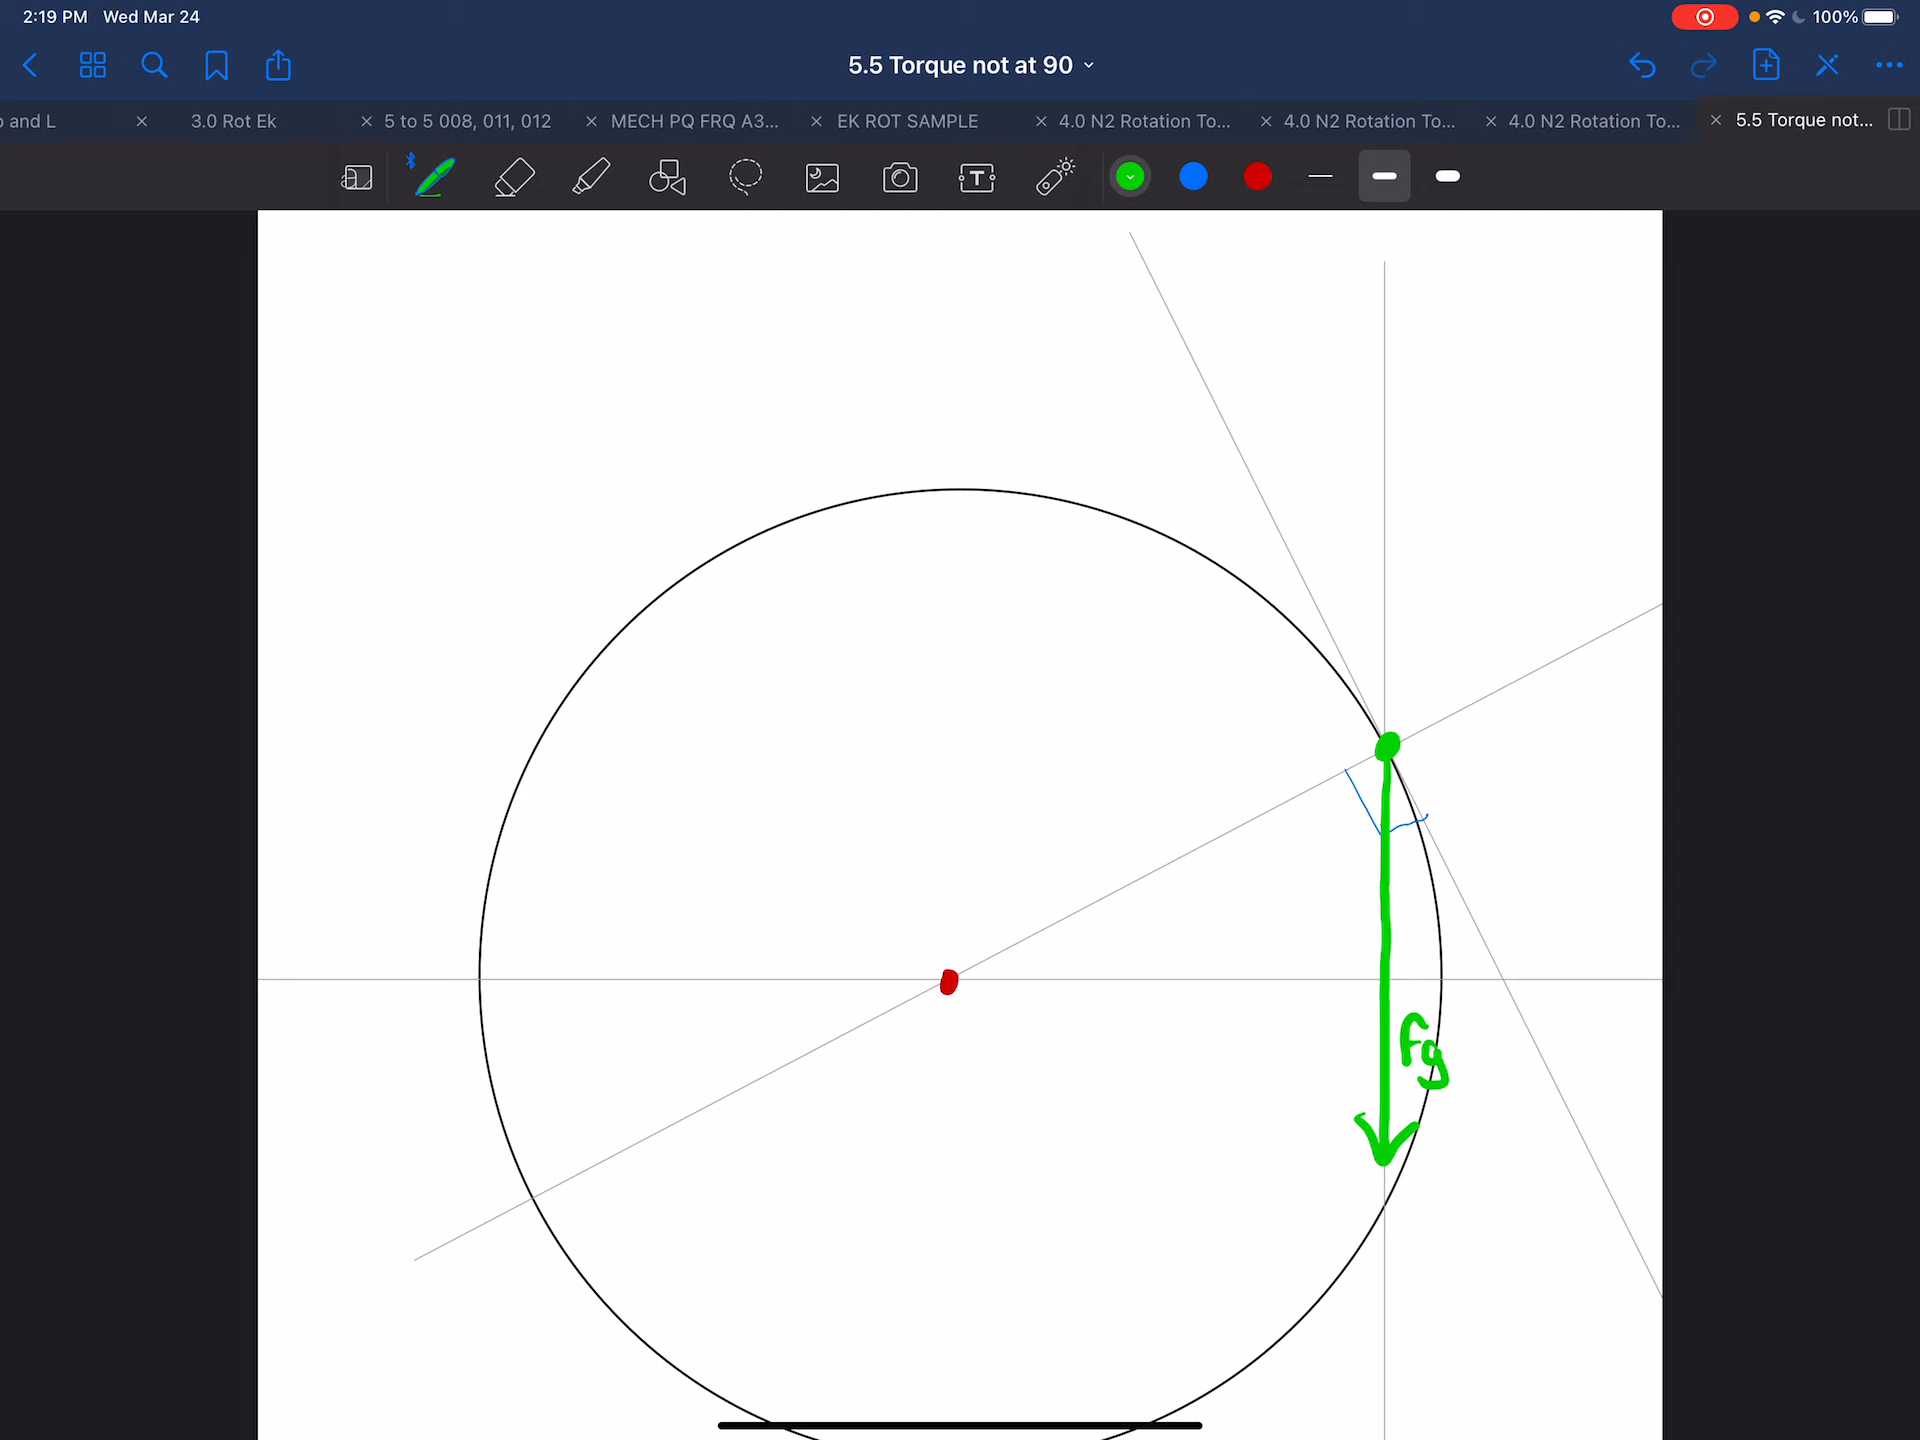 2:19 PM Wed Mar 24
100%
5.5 Torque not at 90
and L
3.0 Rot Ek
5 to 5 008, 011, 012
MECH PQ FRQ A3...
EK ROT SAMPLE
4.0 N2 Rotation To...
4.0 N2 Rotation To...
4.0 N2 Rotation To...
5.5 Torque not...
T
Fg